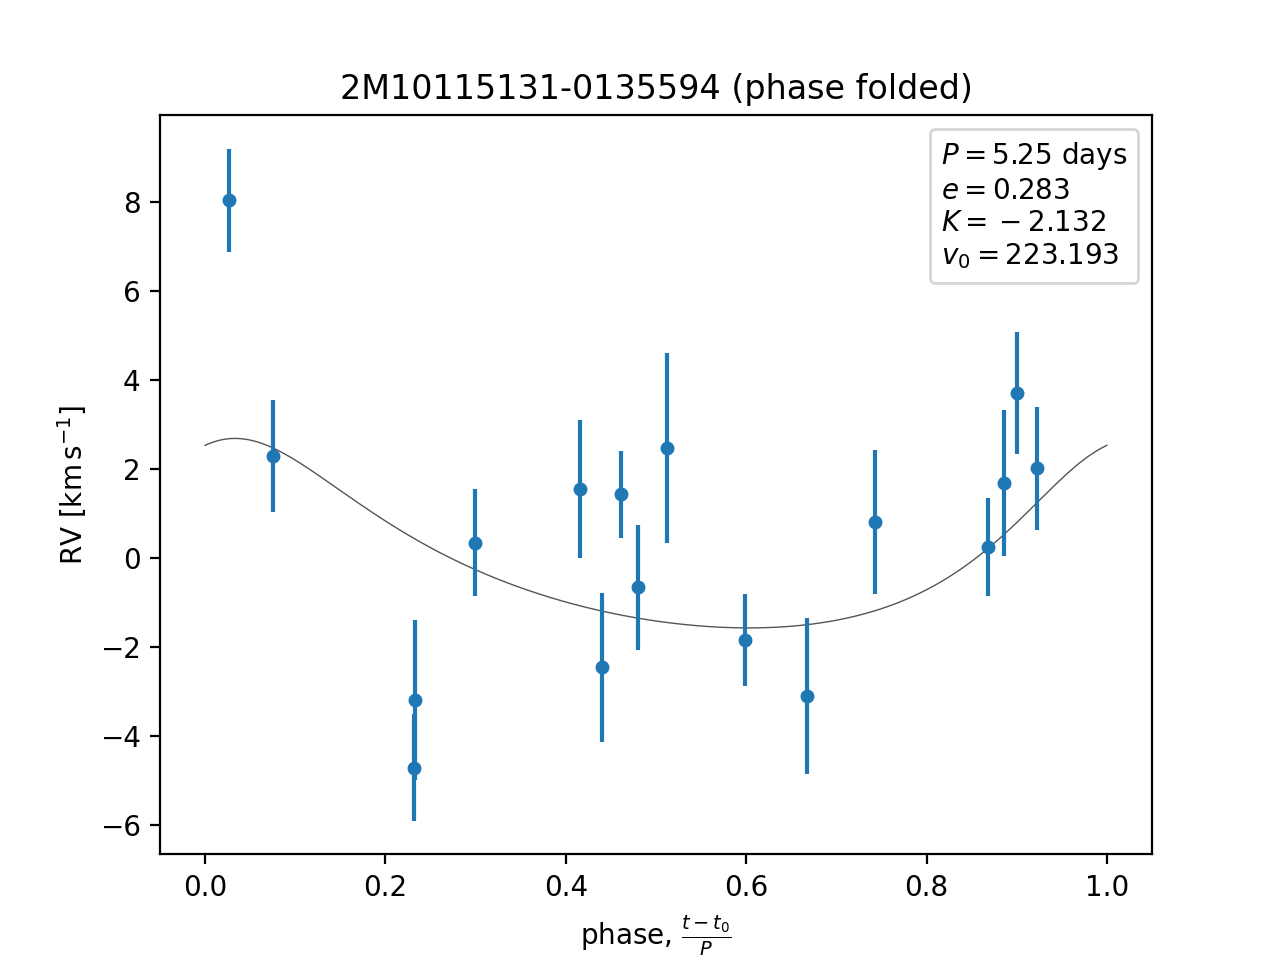 2M10115131-0135594 (phase folded)
P = 5.25 days
e = 0.283
K = −2.132
v₀ = 223.193
8
6
4
2
0
−2
−4
−6
RV [km s⁻¹]
0.0 0.2 0.4 0.6 0.8 1.0
phase, (t − t₀)/P